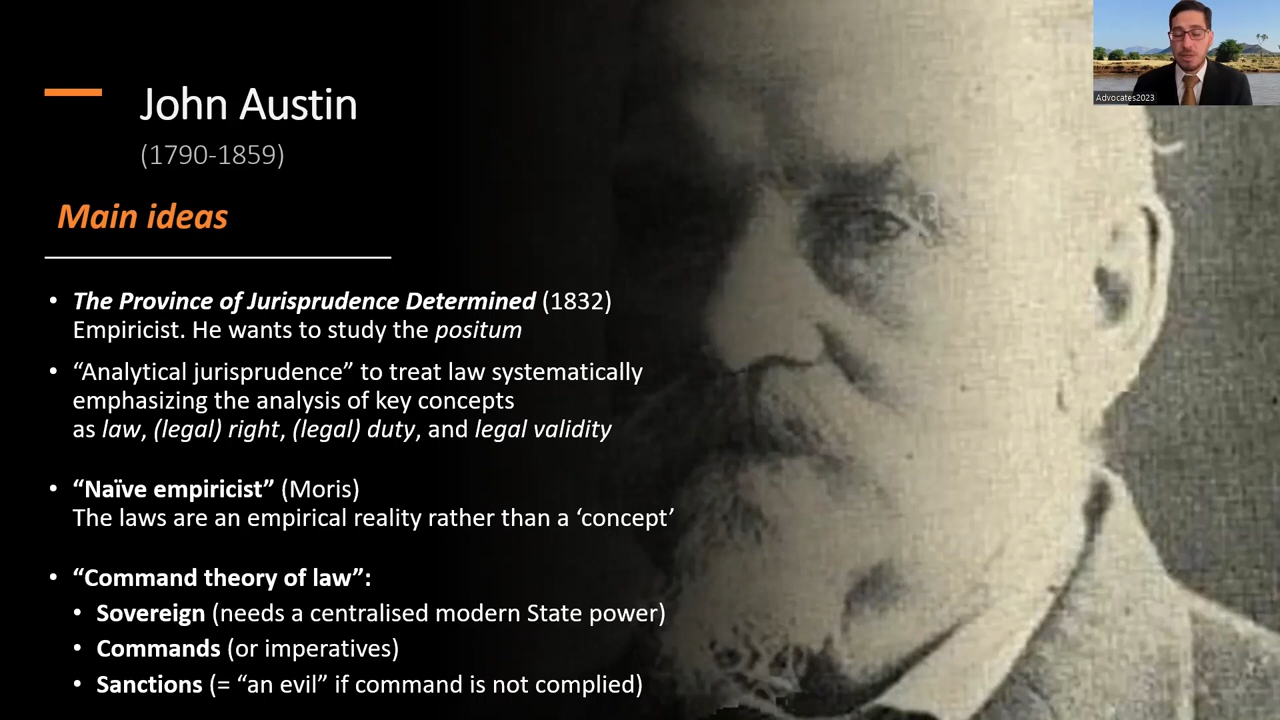 John Austin
(1790-1859)
Main ideas
• The Province of Jurisprudence Determined (1832)
Empiricist. He wants to study the positum
• “Analytical jurisprudence” to treat law systematically
emphasizing the analysis of key concepts
as law, (legal) right, (legal) duty, and legal validity
• “Naïve empiricist” (Moris)
The laws are an empirical reality rather than a ‘concept’
• “Command theory of law”:
• Sovereign (needs a centralised modern State power)
• Commands (or imperatives)
• Sanctions (= “an evil” if command is not complied)
Advocates2023